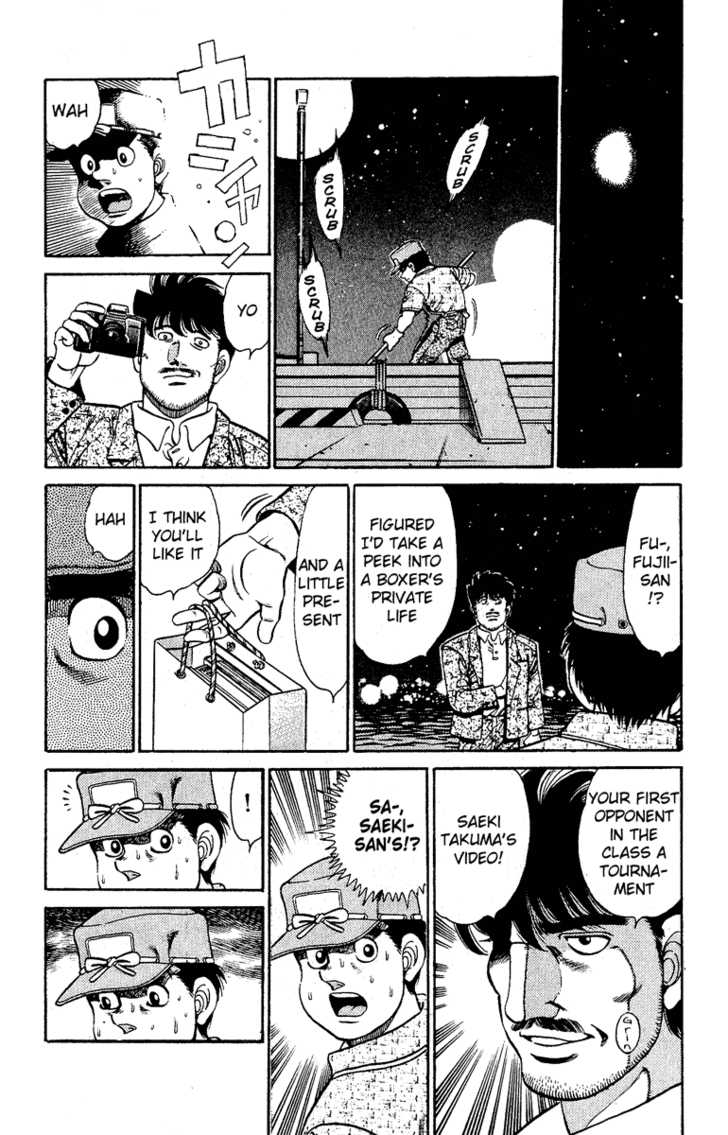 SCRUB
SCRUB
SCRUB
カシャン
WAH
YO
FU-,
FUJII-
SAN
!?
FIGURED
I'D TAKE A
PEEK INTO
A BOXER'S
PRIVATE
LIFE
AND A
LITTLE
PRE-
SENT
I THINK
YOU'LL
LIKE IT
HAH
YOUR FIRST
OPPONENT
IN THE
CLASS A
TOURNA-
MENT
SAEKI
TAKUMA'S
VIDEO!
Grin
SA-,
SAEKI-
SAN'S!?
!